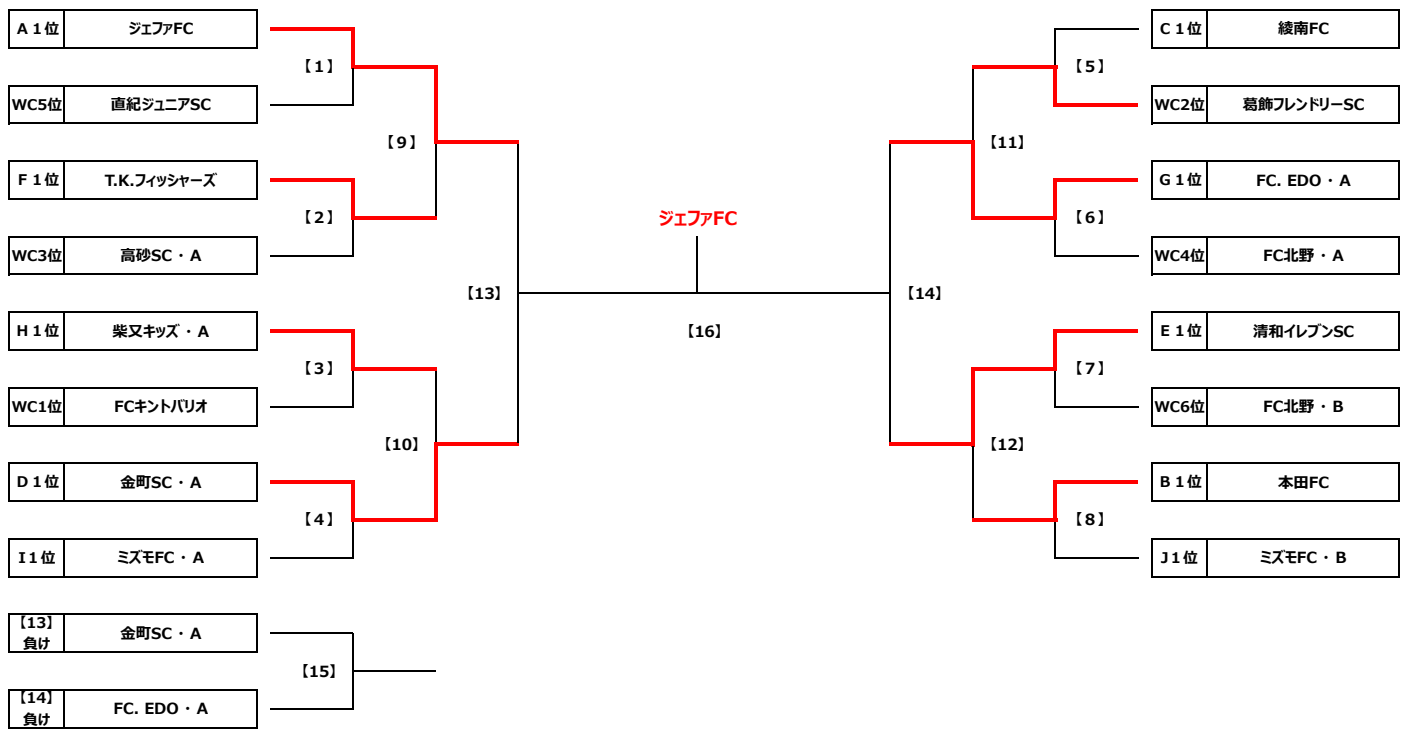 A 1位 ジェファFC
【1】
WC5位 直紀ジュニアSC
【9】
F 1位 T.K.フィッシャーズ
【2】
WC3位 高砂SC・A
【13】
H 1位 柴又キッズ・A
【3】
WC1位 FCキントバリオ
【10】
D 1位 金町SC・A
【4】
I1位 ミズモFC・A
ジェファFC
【16】
C 1位 綾南FC
【5】
WC2位 葛飾フレンドリーSC
【11】
G 1位 FC. EDO・A
【6】
WC4位 FC北野・A
【14】
E 1位 清和イレブンSC
【7】
WC6位 FC北野・B
【12】
B 1位 本田FC
【8】
J1位 ミズモFC・B
【13】
負け
金町SC・A
【15】
【14】
負け
FC. EDO・A